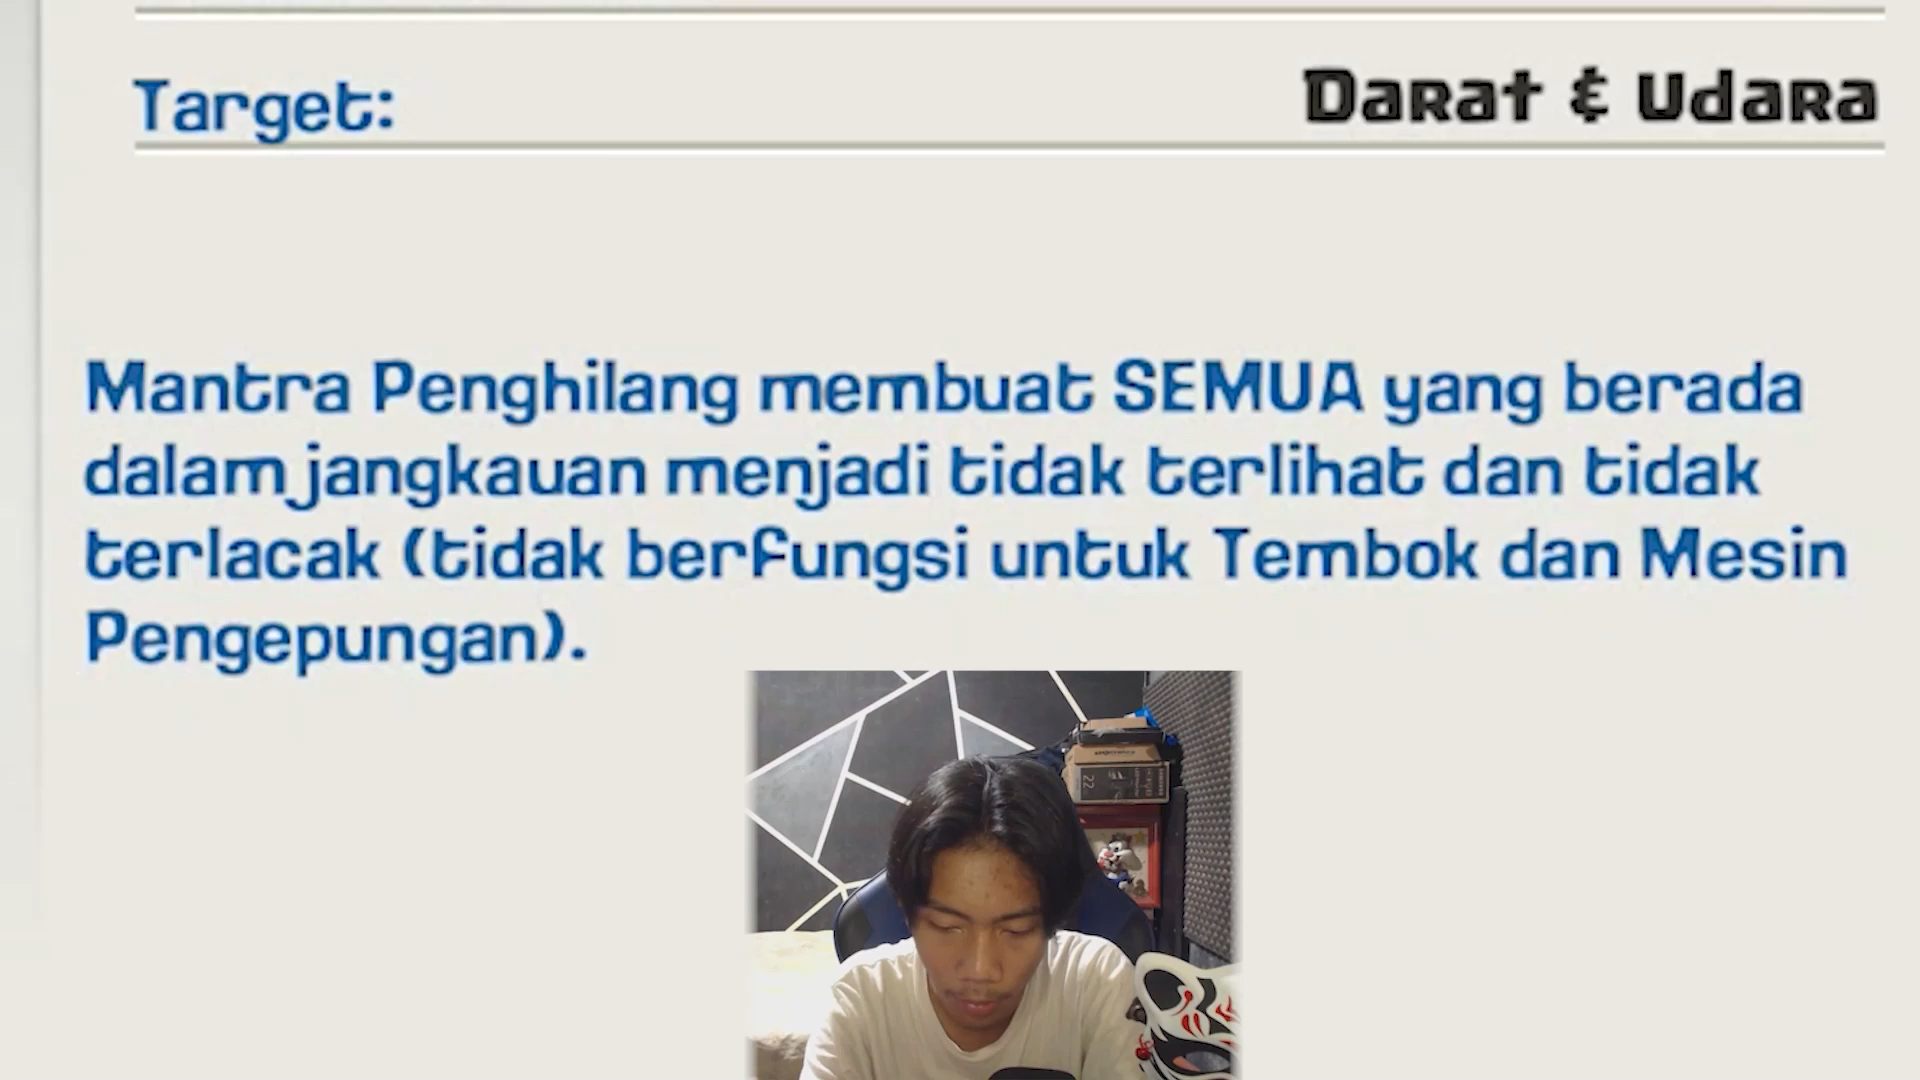 Target:
Darat & Udara
Mantra Penghilang membuat SEMUA yang berada
dalam jangkauan menjadi tidak terlihat dan tidak
terlacak (tidak berfungsi untuk Tembok dan Mesin
Pengepungan).
22